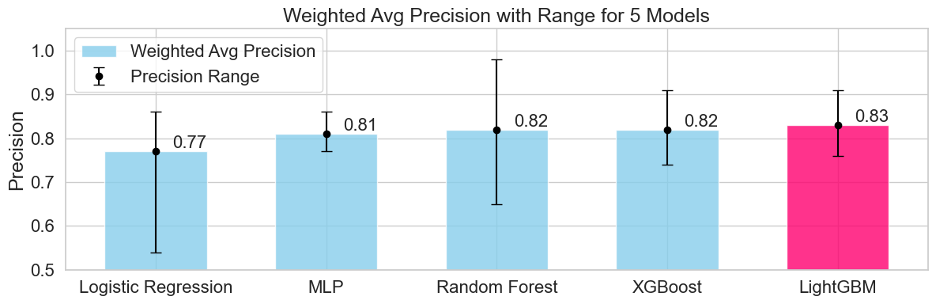 Weighted Avg Precision with Range for 5 Models
Weighted Avg Precision
Precision Range
Precision
1.0
0.9
0.8
0.7
0.6
0.5
0.77
0.81
0.82
0.82
0.83
Logistic Regression
MLP
Random Forest
XGBoost
LightGBM